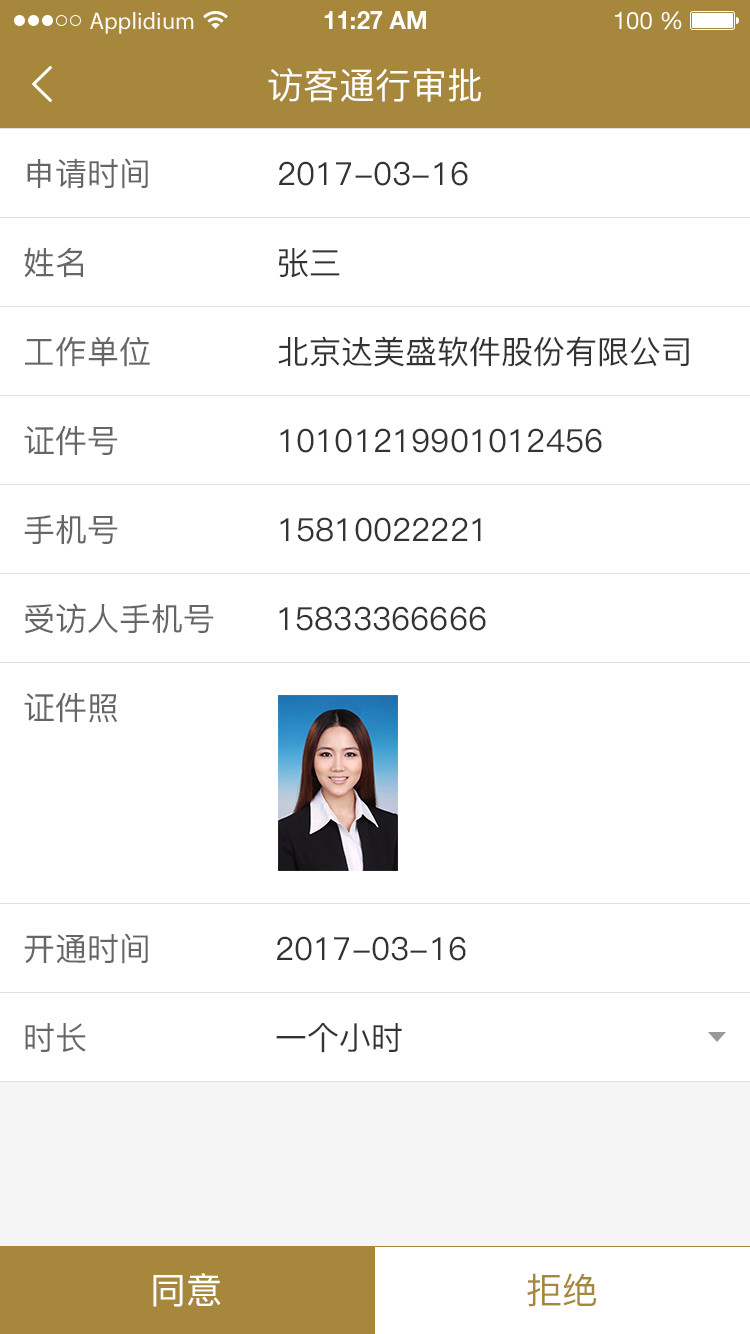 Applidium 11:27 AM 100 %
访客通行审批
申请时间 2017-03-16
姓名 张三
工作单位 北京达美盛软件股份有限公司
证件号 10101219901012456
手机号 15810022221
受访人手机号 15833366666
证件照
开通时间 2017-03-16
时长 一个小时
同意 拒绝